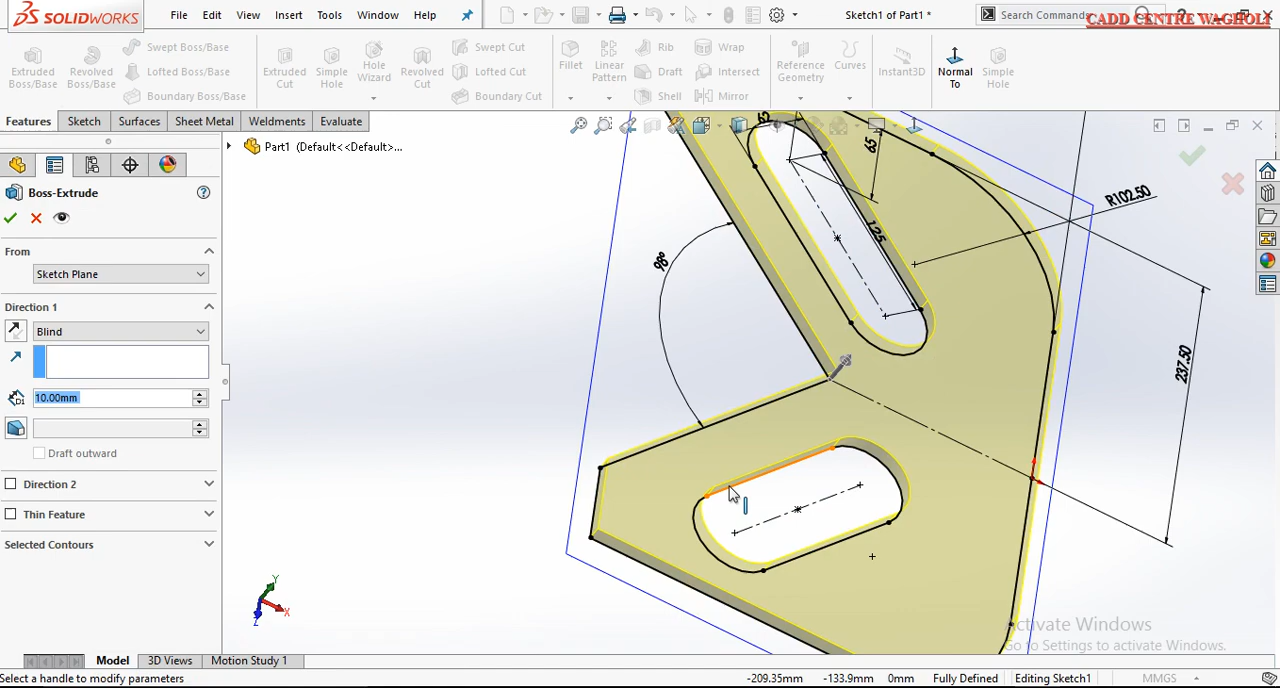 SOLIDWORKS
File Edit View Insert Tools Window Help
Sketch1 of Part1 *
Search Commands
CADD CENTRE WAGHOLI
Extruded Boss/Base
Revolved Boss/Base
Swept Boss/Base
Lofted Boss/Base
Boundary Boss/Base
Extruded Cut
Simple Hole
Hole Wizard
Revolved Cut
Swept Cut
Lofted Cut
Boundary Cut
Fillet
Linear Pattern
Rib
Draft
Shell
Wrap
Intersect
Mirror
Reference Geometry
Curves
Instant3D
Normal To
Simple Hole
Features Sketch Surfaces Sheet Metal Weldments Evaluate
Part1 (Default<<Default>...
Boss-Extrude
From
Sketch Plane
Direction 1
Blind
D1
10.00mm
Draft outward
Direction 2
Thin Feature
Selected Contours
65
R102.50
125
98°
237.50
Y
X
Z
Activate Windows
Go to Settings to activate Windows.
Model 3D Views Motion Study 1
Select a handle to modify parameters
-209.35mm -133.9mm 0mm Fully Defined Editing Sketch1 MMGS